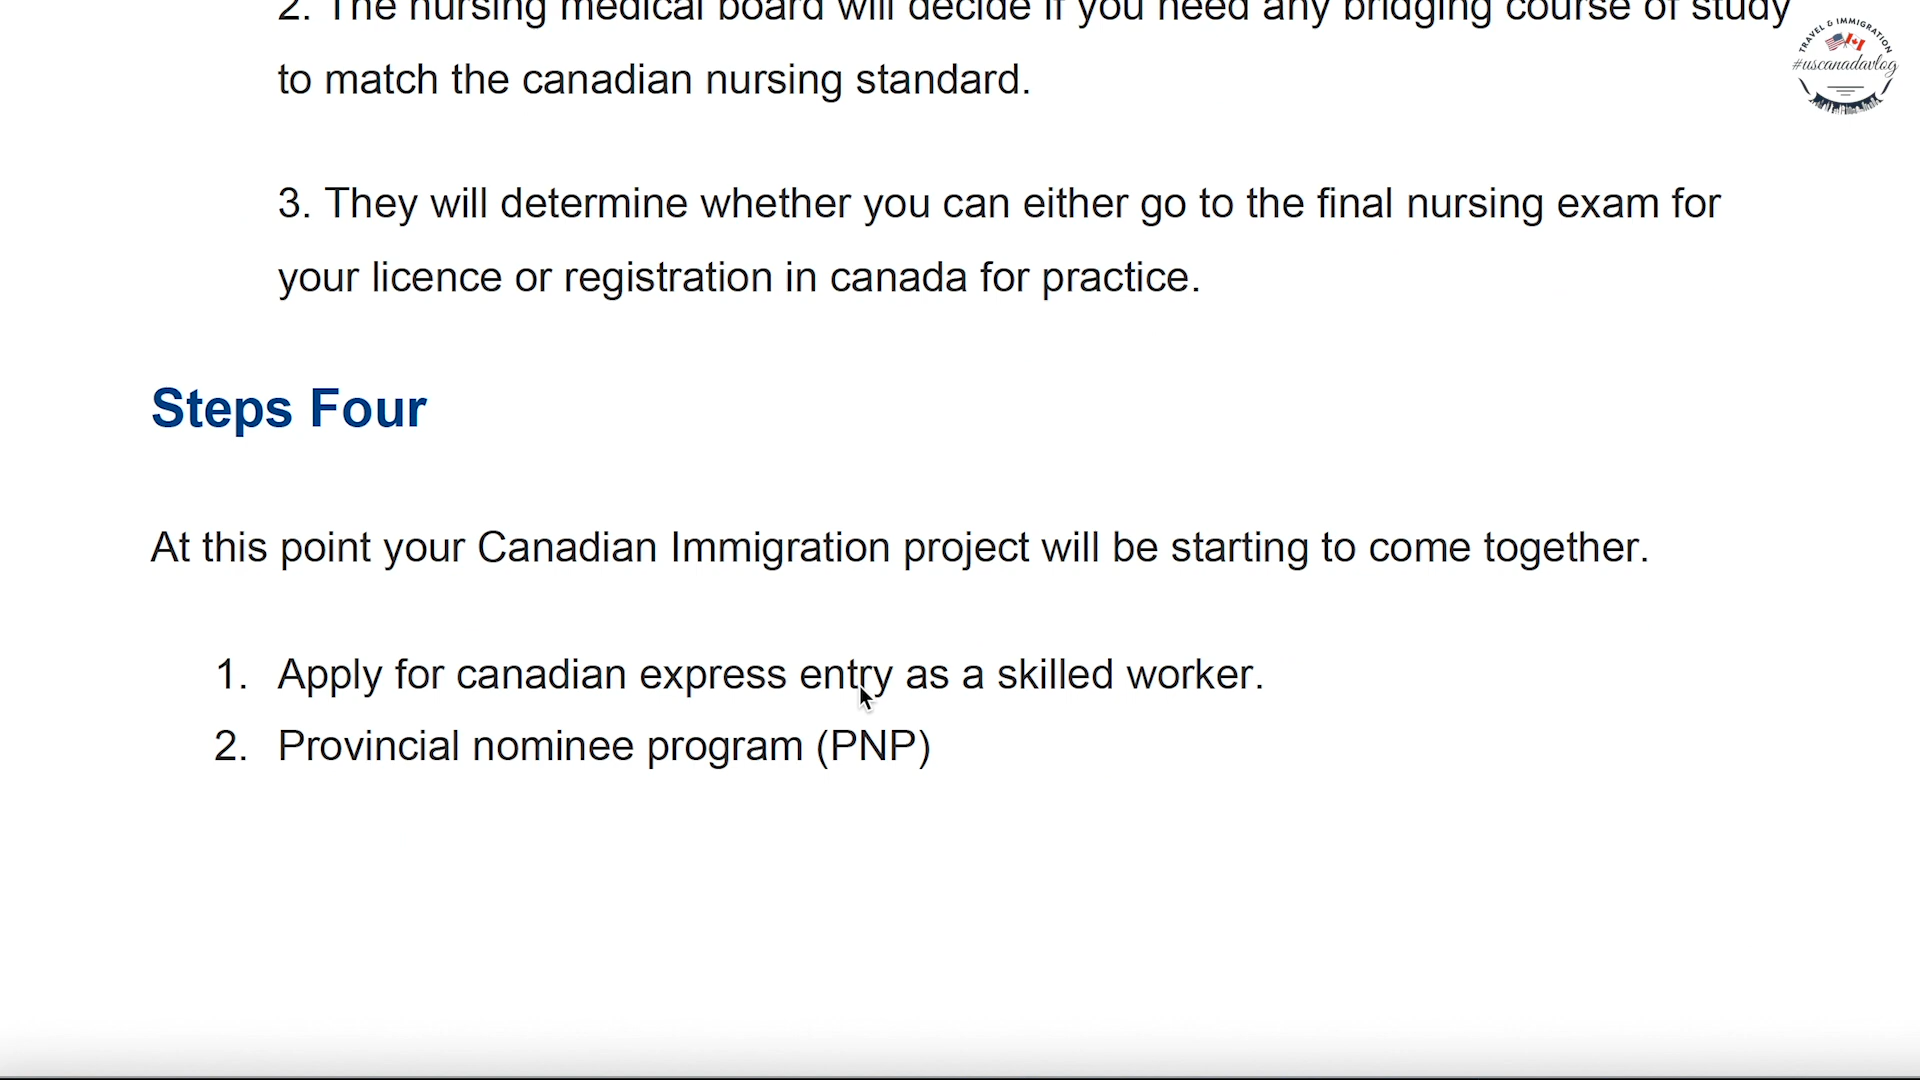 2. The nursing medical board will decide if you need any bridging course of study
to match the canadian nursing standard.
3. They will determine whether you can either go to the final nursing exam for
your licence or registration in canada for practice.
Steps Four
At this point your Canadian Immigration project will be starting to come together.
1. Apply for canadian express entry as a skilled worker.
2. Provincial nominee program (PNP)
TRAVEL & IMMIGRATION
#uscanadavlog